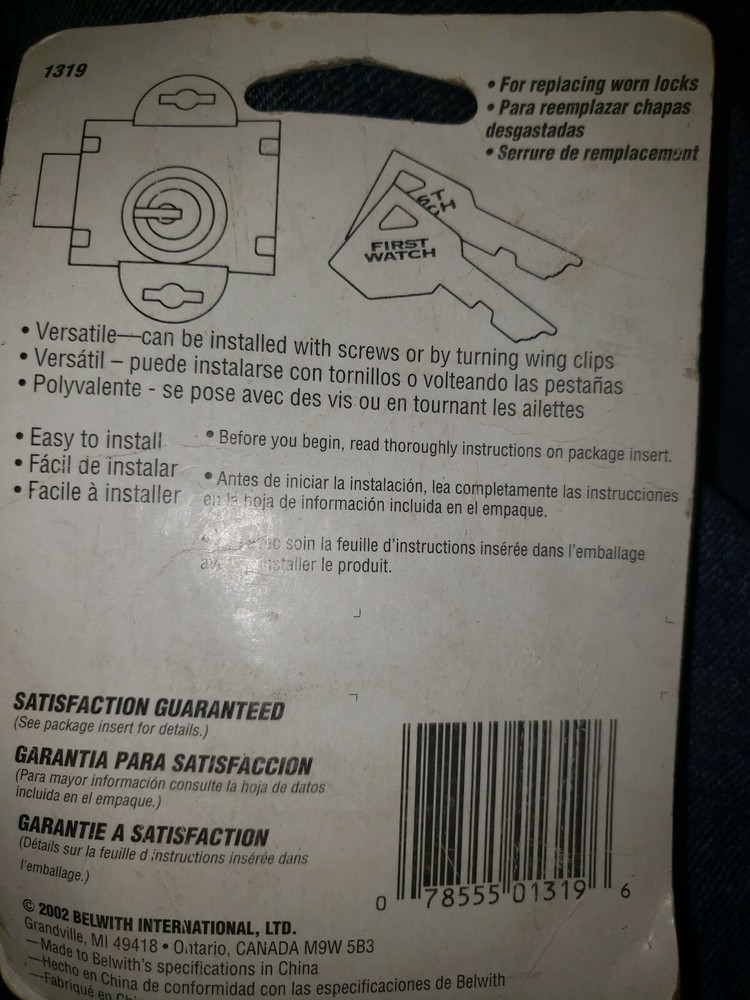 1319
• For replacing worn locks
• Para reemplazar chapas
desgastadas
• Serrure de remplacement
FIRST
WATCH
• Versatile—can be installed with screws or by turning wing clips
• Versátil – puede instalarse con tornillos o volteando las pestañas
• Polyvalente - se pose avec des vis ou en tournant les ailettes
• Easy to install
• Fácil de instalar
• Facile à installer
• Before you begin, read thoroughly instructions on package insert.
• Antes de iniciar la instalación, lea completamente las instrucciones
en la hoja de información incluida en el empaque.
soin la feuille d'instructions insérée dans l'emballage
installer le produit.
SATISFACTION GUARANTEED
(See package insert for details.)
GARANTIA PARA SATISFACCION
(Para mayor información consulte la hoja de datos
incluida en el empaque.)
GARANTIE A SATISFACTION
(Détails sur la feuille d'instructions insérée dans
l'emballage.)
0 78555 01319 6
© 2002 BELWITH INTERNATIONAL, LTD.
Grandville, MI 49418 • Ontario, CANADA M9W 5B3
—Made to Belwith's specifications in China
—Hecho en China de conformidad con las especificaciones de Belwith
—Fabriqué en